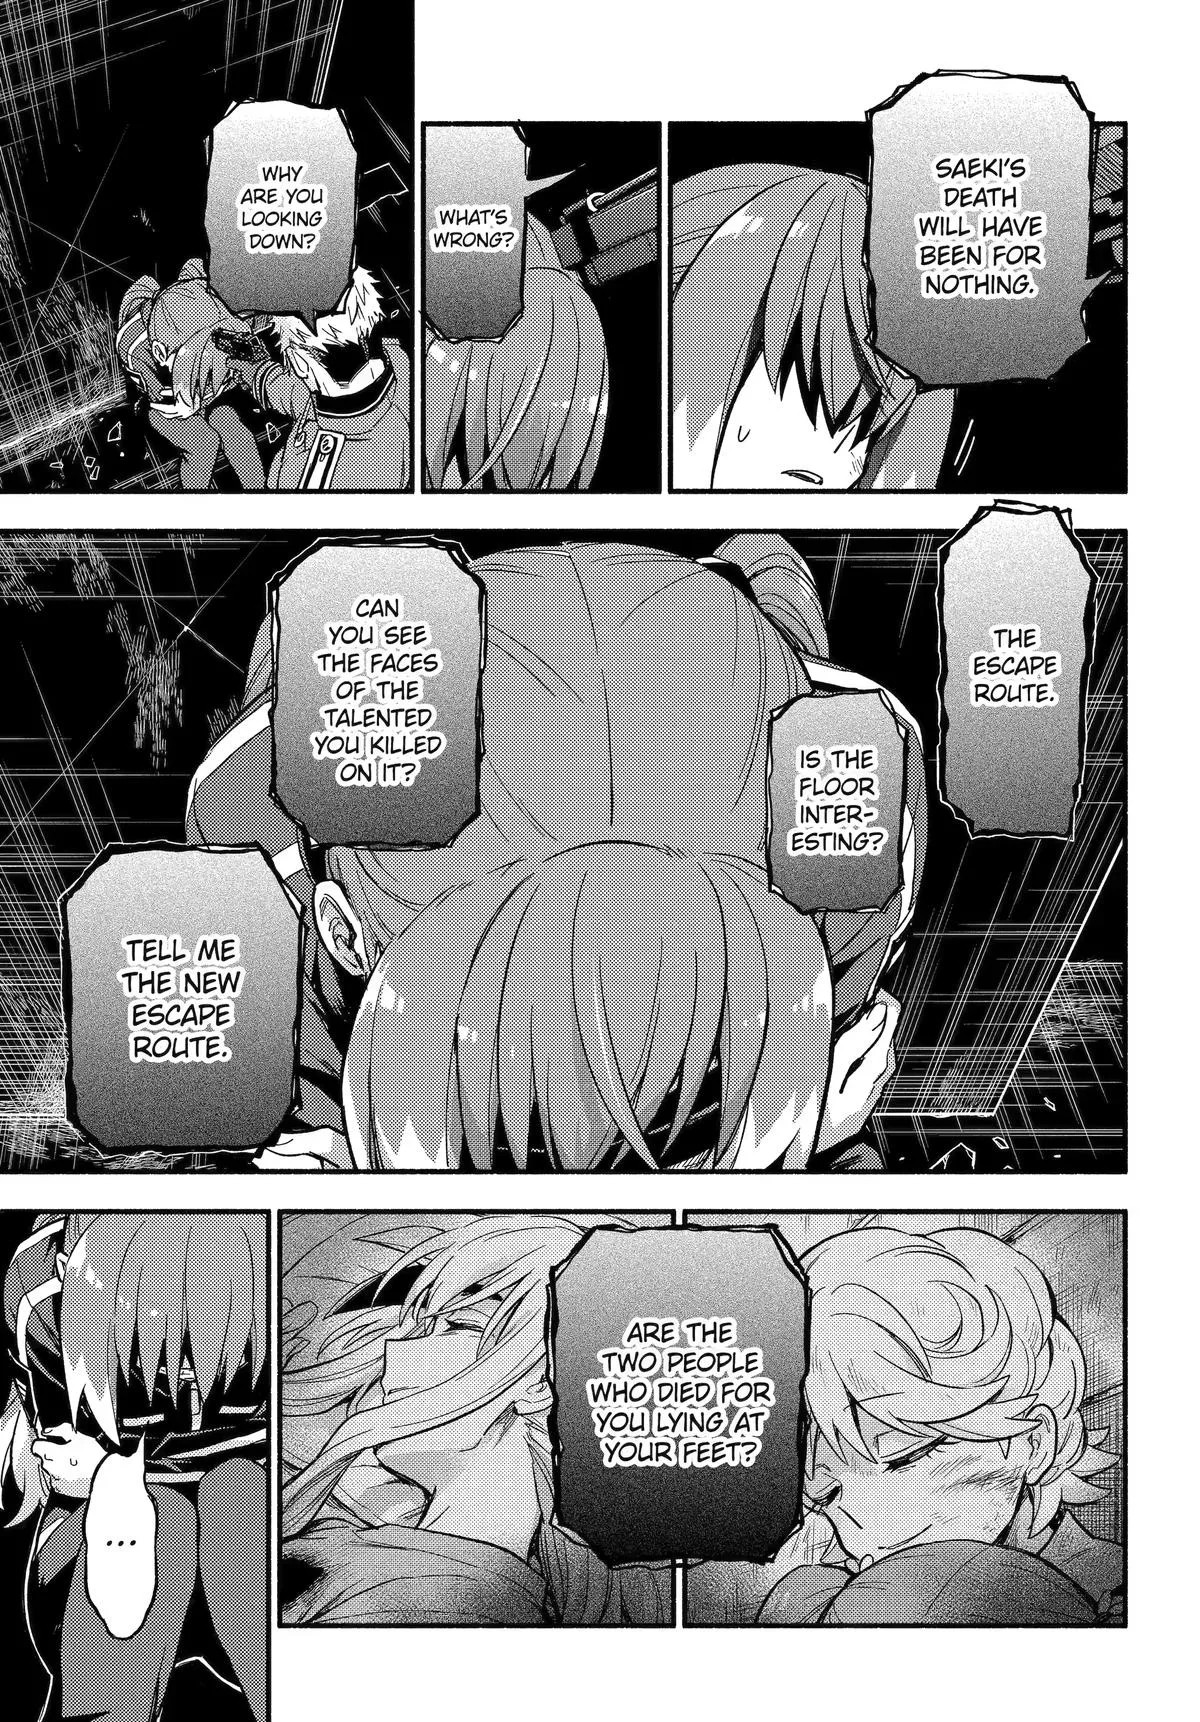 SAEKI'S
DEATH
WILL HAVE
BEEN FOR
NOTHING.
WHAT'S
WRONG?
WHY
ARE YOU
LOOKING
DOWN?
THE
ESCAPE
ROUTE.
IS THE
FLOOR
INTER-
ESTING?
CAN
YOU SEE
THE FACES
OF THE
TALENTED
YOU KILLED
ON IT?
TELL ME
THE NEW
ESCAPE
ROUTE.
ARE THE
TWO PEOPLE
WHO DIED FOR
YOU LYING AT
YOUR FEET?
...